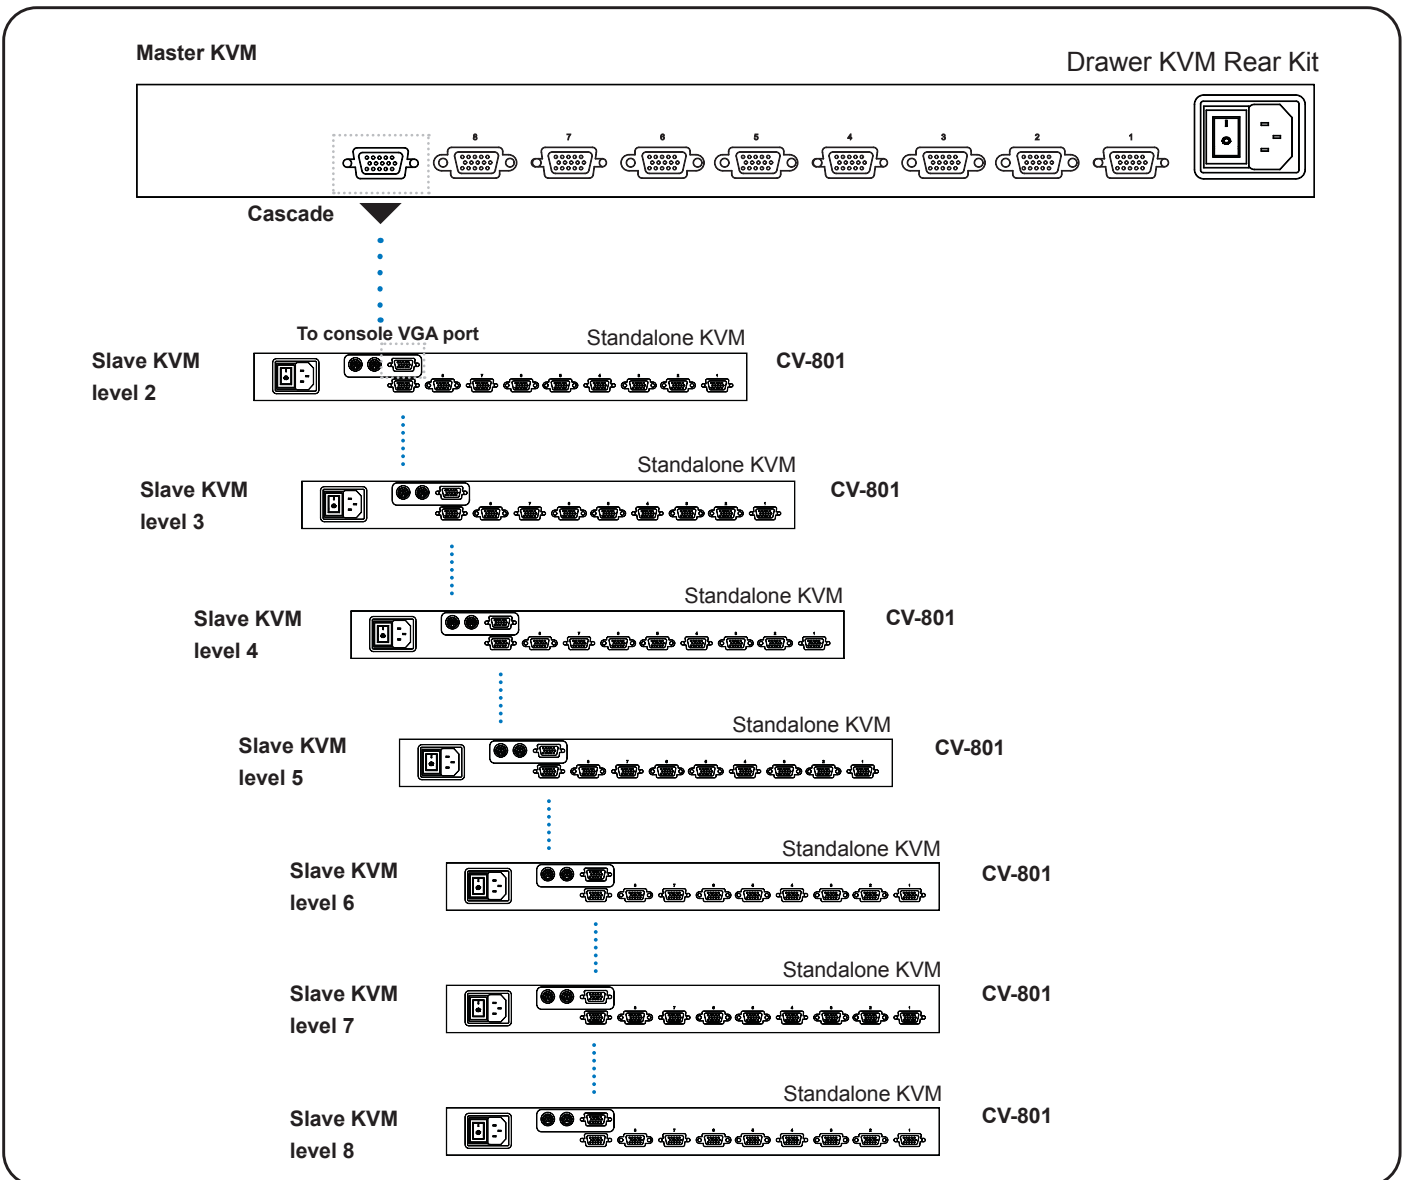 Master KVM
Drawer KVM Rear Kit
8 7 6 5 4 3 2 1
Cascade
To console VGA port
Standalone KVM
Slave KVM
level 2
CV-801
Standalone KVM
Slave KVM
level 3
CV-801
Standalone KVM
Slave KVM
level 4
CV-801
Standalone KVM
Slave KVM
level 5
CV-801
Standalone KVM
Slave KVM
level 6
CV-801
Standalone KVM
Slave KVM
level 7
CV-801
Standalone KVM
Slave KVM
level 8
CV-801